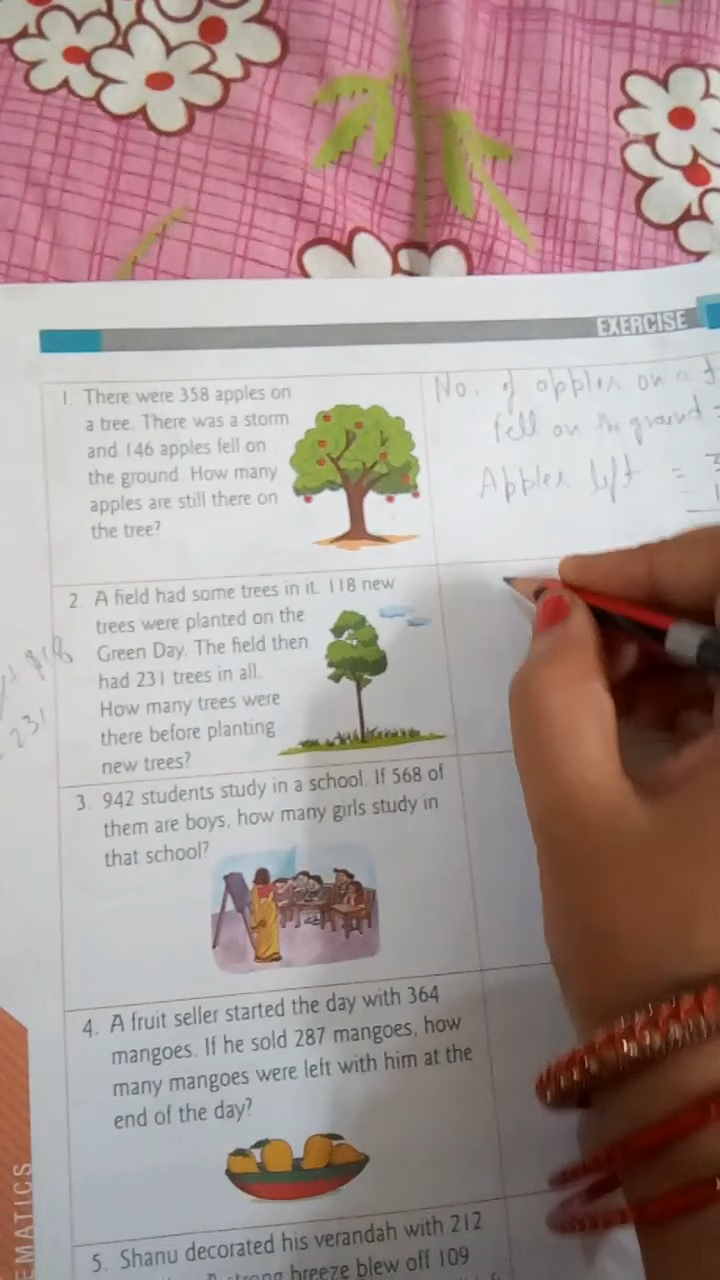 EXERCISE
1. There were 358 apples on
a tree. There was a storm
and 146 apples fell on
the ground. How many
apples are still there on
the tree?
No. of apples on a
fell on the ground =
Apples left =
2. A field had some trees in it. 118 new
trees were planted on the
Green Day. The field then
had 231 trees in all.
How many trees were
there before planting
new trees?
231
3. 942 students study in a school. If 568 of
them are boys, how many girls study in
that school?
4. A fruit seller started the day with 364
mangoes. If he sold 287 mangoes, how
many mangoes were left with him at the
end of the day?
5. Shanu decorated his verandah with 212
breeze blew off 109
EMATICS